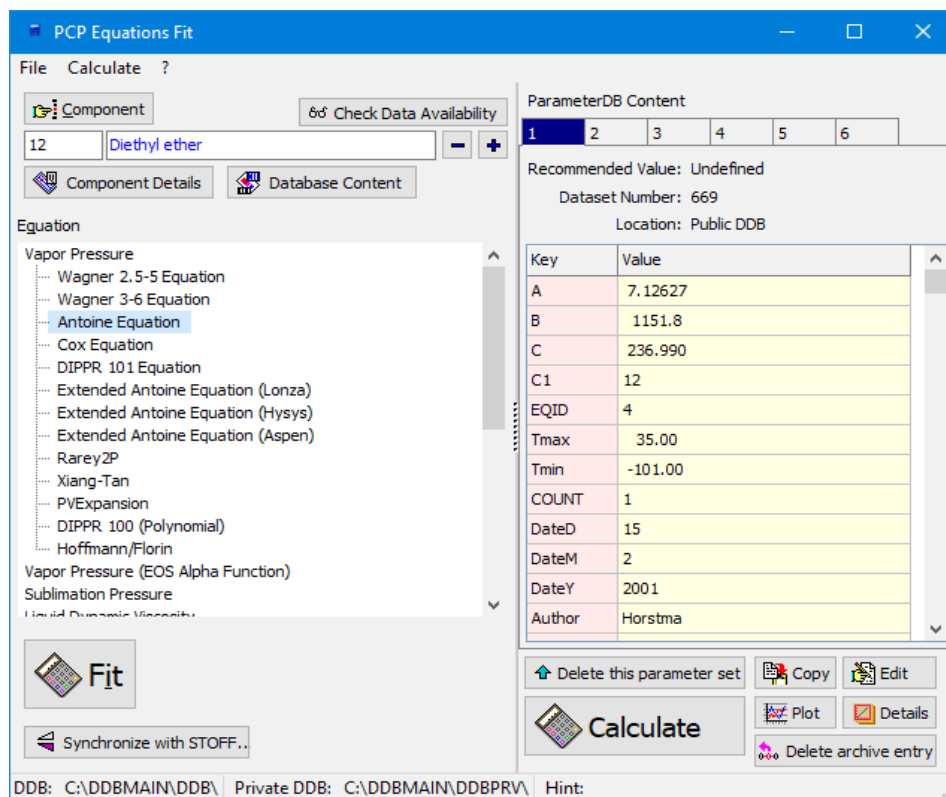 PCP Equations Fit
File Calculate ?
Component
Check Data Availability
12 Diethyl ether
Component Details Database Content
Equation
Vapor Pressure
Wagner 2.5-5 Equation
Wagner 3-6 Equation
Antoine Equation
Cox Equation
DIPPR 101 Equation
Extended Antoine Equation (Lonza)
Extended Antoine Equation (Hysys)
Extended Antoine Equation (Aspen)
Rarey2P
Xiang-Tan
PVExpansion
DIPPR 100 (Polynomial)
Hoffmann/Florin
Vapor Pressure (EOS Alpha Function)
Sublimation Pressure
Liquid Dynamic Viscosity
Fit
Synchronize with STOFF..
ParameterDB Content
1 2 3 4 5 6
Recommended Value: Undefined
Dataset Number: 669
Location: Public DDB
Key Value
A 7.12627
B 1151.8
C 236.990
C1 12
EQID 4
Tmax 35.00
Tmin -101.00
COUNT 1
DateD 15
DateM 2
DateY 2001
Author Horstma
Delete this parameter set Copy Edit
Calculate
Plot Details
Delete archive entry
DDB: C:\DDBMAIN\DDB\ Private DDB: C:\DDBMAIN\DDBPRV\ Hint: